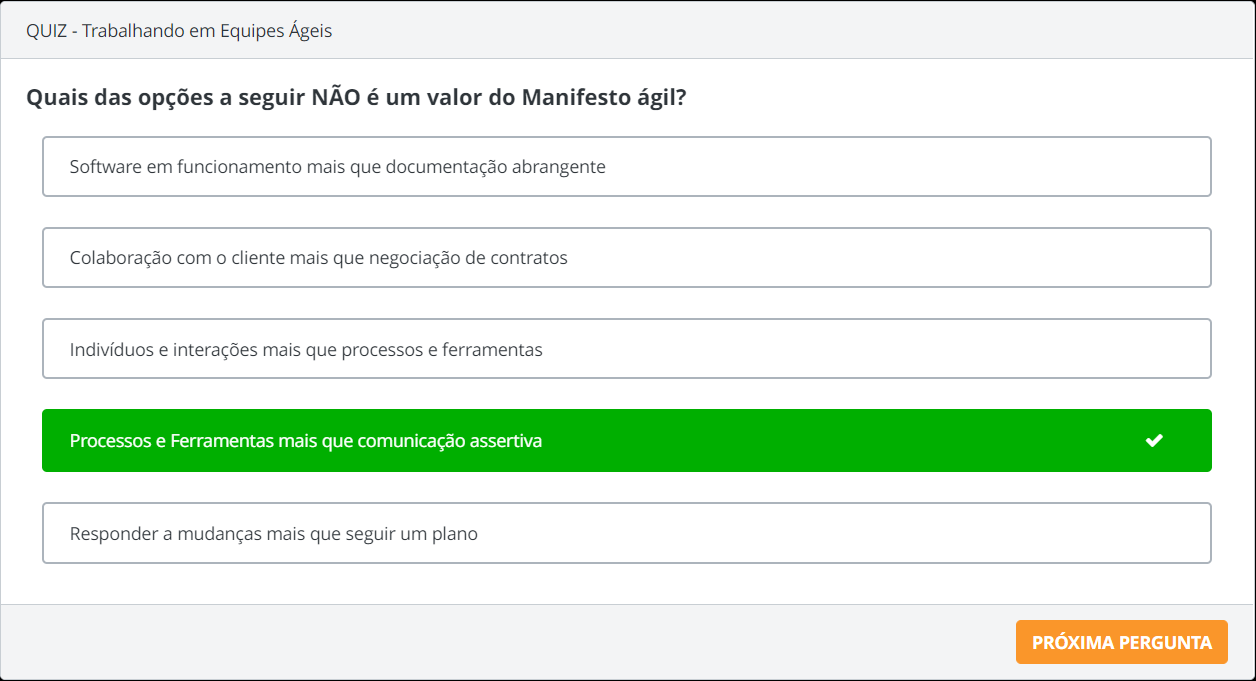 QUIZ - Trabalhando em Equipes Ágeis
Quais das opções a seguir NÃO é um valor do Manifesto ágil?
Software em funcionamento mais que documentação abrangente
Colaboração com o cliente mais que negociação de contratos
Indivíduos e interações mais que processos e ferramentas
Processos e Ferramentas mais que comunicação assertiva
Responder a mudanças mais que seguir um plano
PRÓXIMA PERGUNTA